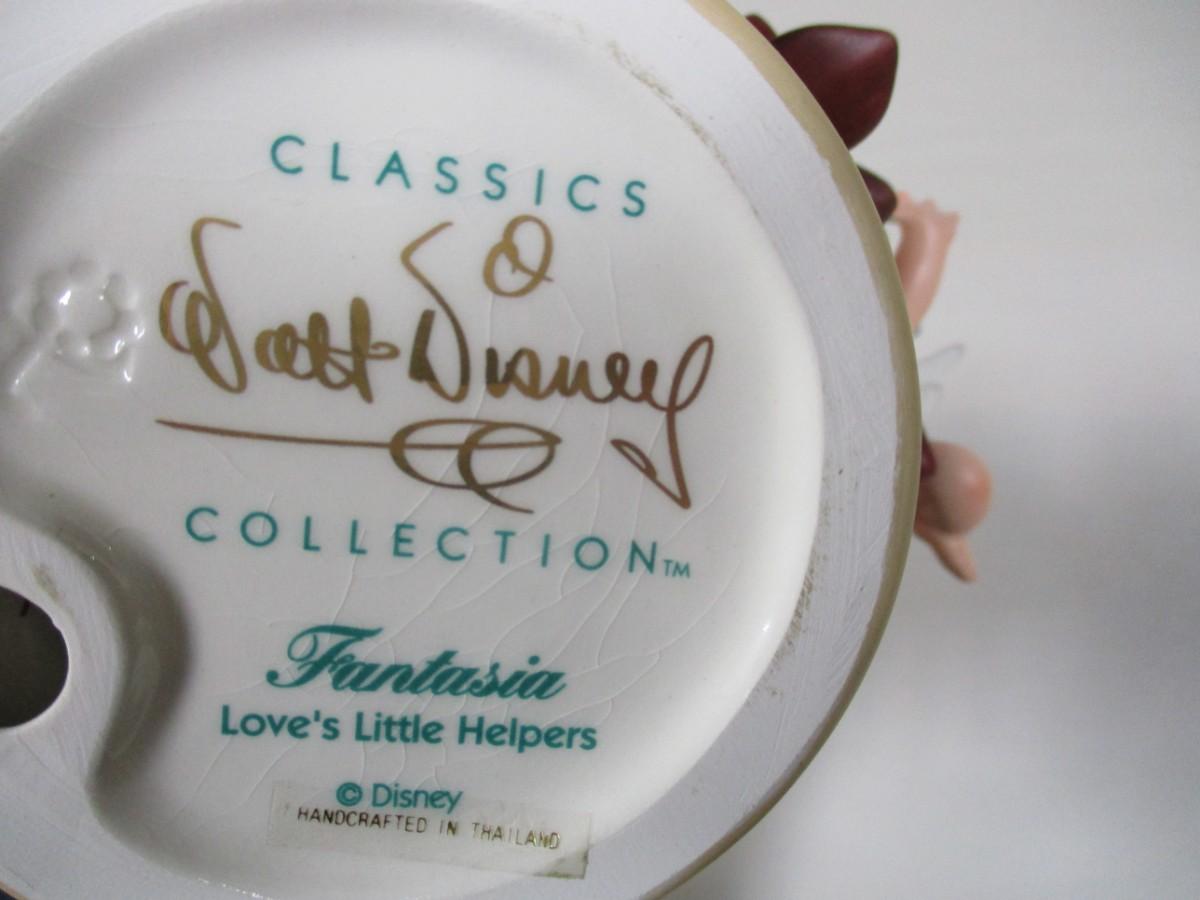 CLASSICS
Walt Disney
COLLECTION™
Fantasia
Love's Little Helpers
© Disney
HANDCRAFTED IN THAILAND